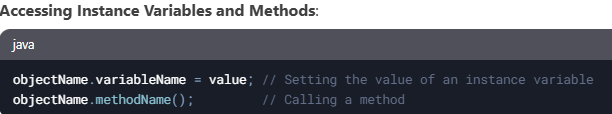 Accessing Instance Variables and Methods:
java
objectName.variableName = value; // Setting the value of an instance variable
objectName.methodName();         // Calling a method